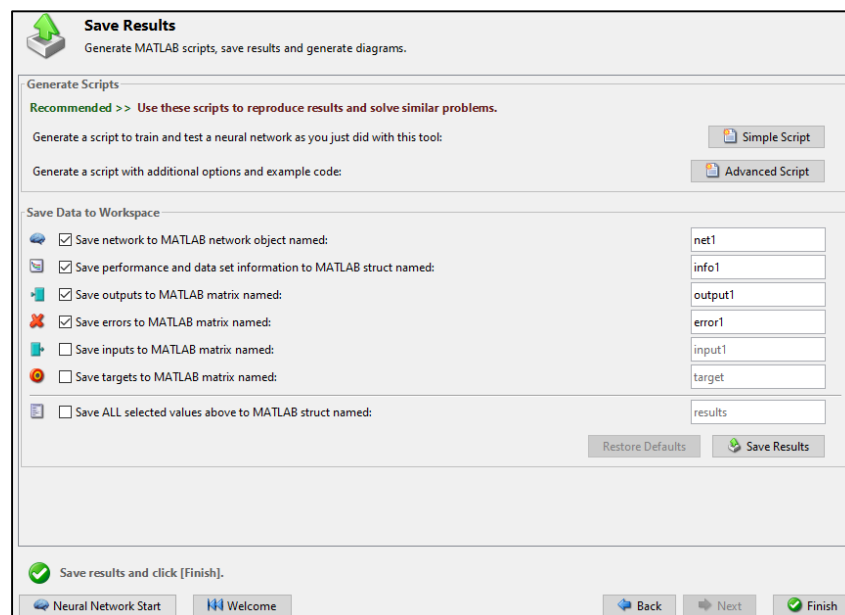 Save Results
Generate MATLAB scripts, save results and generate diagrams.
Generate Scripts
Recommended >> Use these scripts to reproduce results and solve similar problems.
Generate a script to train and test a neural network as you just did with this tool: Simple Script
Generate a script with additional options and example code: Advanced Script
Save Data to Workspace
Save network to MATLAB network object named: net1
Save performance and data set information to MATLAB struct named: info1
Save outputs to MATLAB matrix named: output1
Save errors to MATLAB matrix named: error1
Save inputs to MATLAB matrix named: input1
Save targets to MATLAB matrix named: target
Save ALL selected values above to MATLAB struct named: results
Restore Defaults Save Results
Save results and click [Finish].
Neural Network Start Welcome Back Next Finish